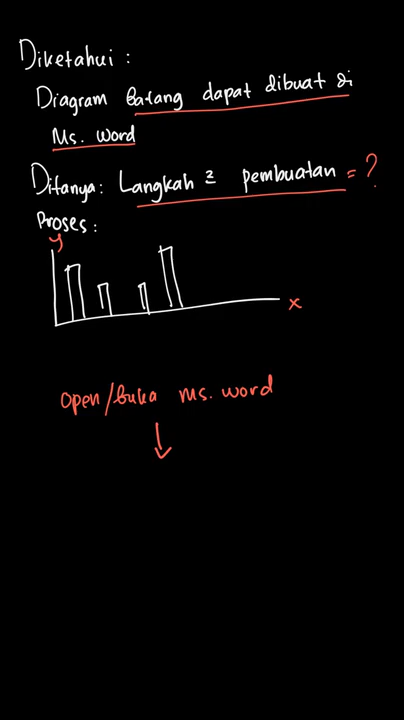 Diketahui :
Diagram batang dapat dibuat di
Ms. Word
Ditanya : Langkah ² pembuatan = ?
Proses :
y
x
open/buka ms. word